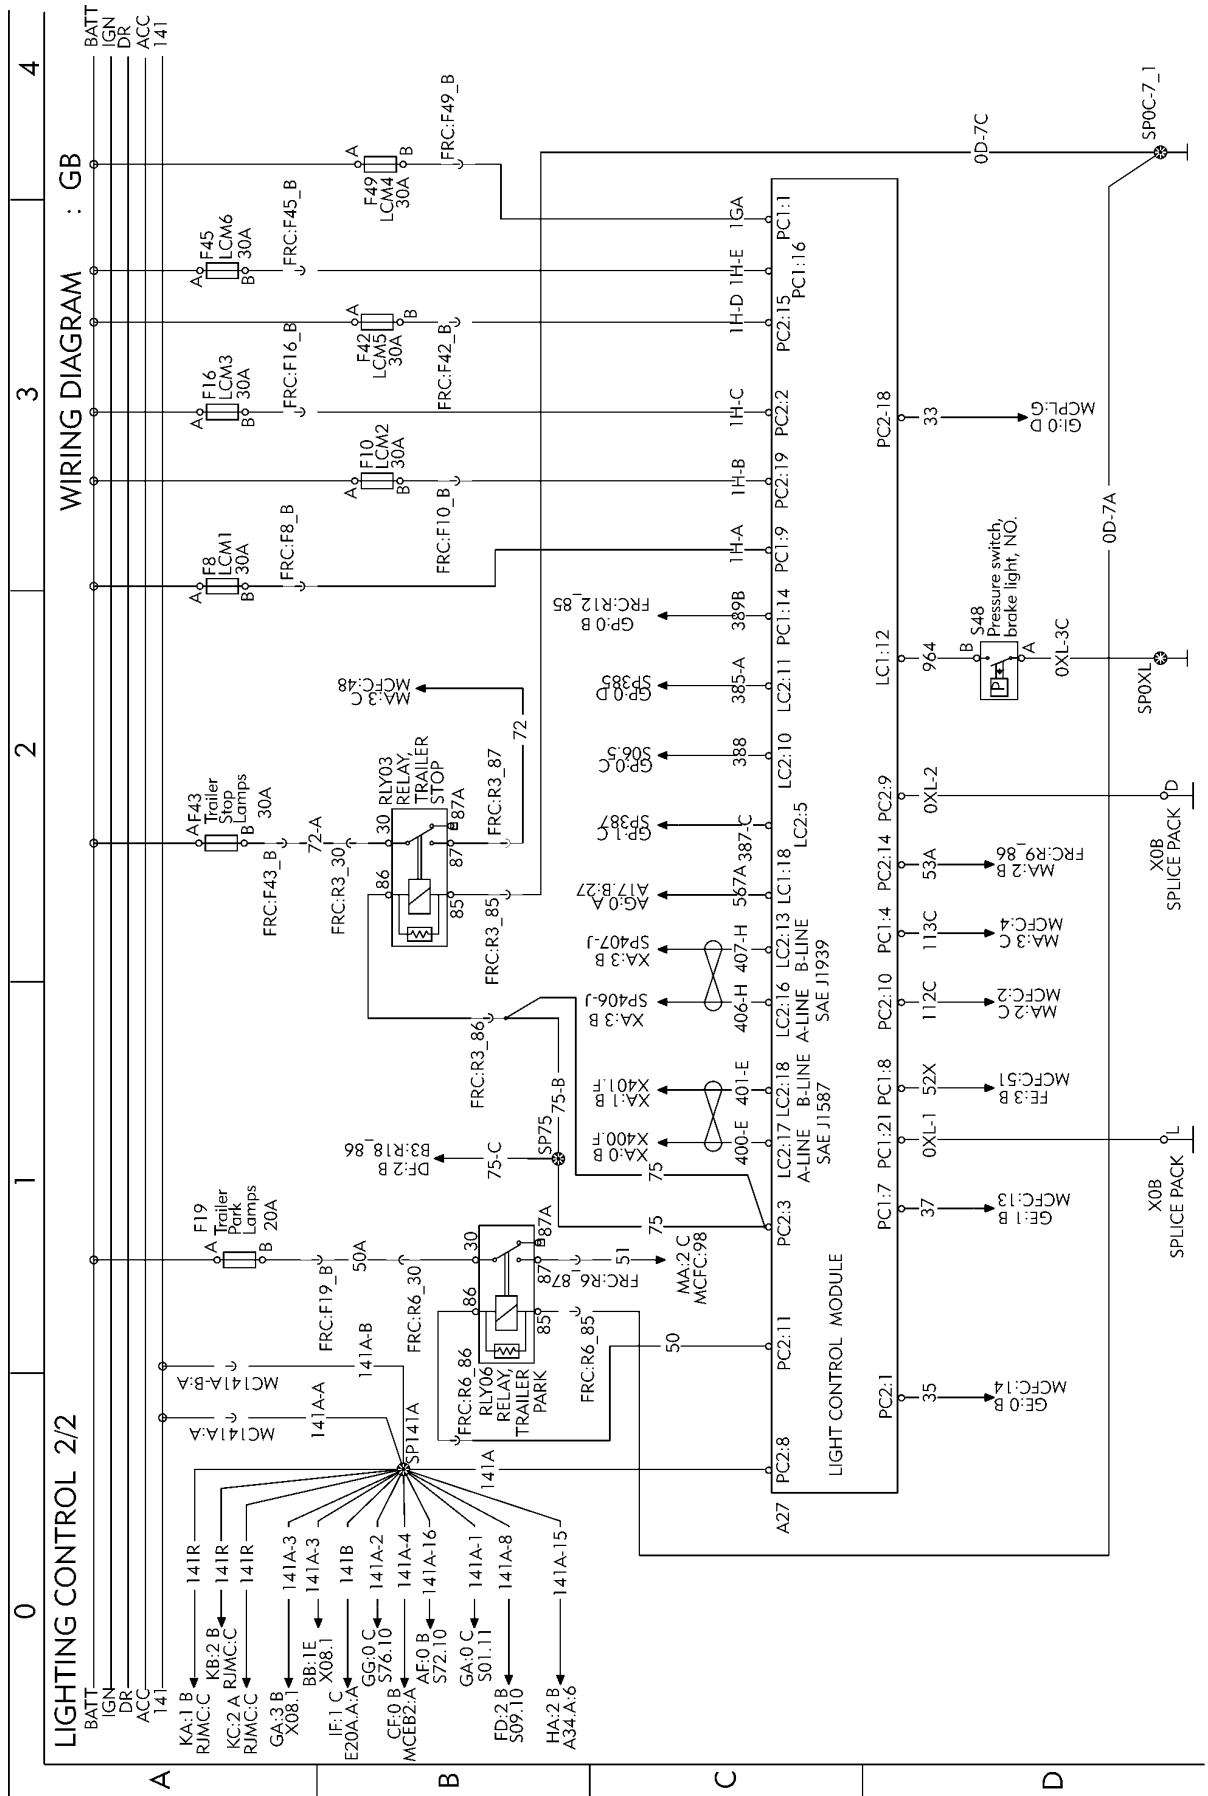 LIGHTING CONTROL 2/2
WIRING DIAGRAM : GB
0
1
2
3
4
A
B
C
D
BATT
IGN
DR
ACC
141
BATT
IGN
DR
ACC
141
KA:1 B
RJMC:C
141R
KB:2 B
RJMC:C
141R
KC:2 A
RJMC:C
141R
GA:3 B
X08.1
141A-3
BB:1E
X08.1
141A-3
IF:1 C
E20A.A:A
141B
GG:0 C
S76.10
141A-2
CF:0 B
MCEB2:A
141A-4
AF:0 B
S72.10
141A-16
GA:0 C
S01.11
141A-1
FD:2 B
S09.10
141A-8
HA:2 B
A34.A:6
141A-15
MC141A:A
141A-A
MC141A-B:A
141A-B
SP141A
141A
F19
Trailer
Park
Lamps
20A
A
B
FRC:F19_B
50A
FRC:R6_30
30
86
87A
87
85
FRC:R6_86
RLY06
RELAY,
TRAILER
PARK
FRC:R6_85
FRC:R6_87
51
MA:2 C
MCFC:98
50
DF:2 B
B3:R18_86
75-C
SP75
75-B
75
75
FRC:R3_86
F43
Trailer
Stop
Lamps
30A
A
B
FRC:F43_B
72-A
FRC:R3_30
RLY03
RELAY,
TRAILER
STOP
30
86
87A
87
85
FRC:R3_85
FRC:R3_87
72
MA:3 C
MCFC:48
F8
LCM1
30A
A
B
FRC:F8_B
F10
LCM2
30A
A
B
FRC:F10_B
F16
LCM3
30A
A
B
FRC:F16_B
F42
LCM5
30A
A
B
FRC:F42_B
F45
LCM6
30A
A
B
FRC:F45_B
F49
LCM4
30A
A
B
FRC:F49_B
XA:0 B
X400.F
400-E
XA:1 B
X401.F
401-E
XA:3 B
SP406-J
406-H
XA:3 B
SP407-J
407-H
AG:0 A
A17.B:27
567A
GP:1 C
SP387
387-C
GP:0 C
S06.5
388
GP:0 D
SP385
385-A
GP:0 B
FRC:R12_85
389B
1H-A
1H-B
1H-C
1H-D
1H-E
1GA
PC2:8
PC2:11
PC2:3
LC2:17
LC2:18
A-LINE
B-LINE
SAE J1587
LC2:16
LC2:13
A-LINE
B-LINE
SAE J1939
LC1:18
LC2:5
LC2:10
LC2:11
PC1:14
PC1:9
PC2:19
PC2:2
PC2:15
PC1:16
PC1:1
A27
LIGHT CONTROL MODULE
PC2:1
PC1:7
PC1:21
PC1:8
PC2:10
PC1:4
PC2:14
PC2:9
LC1:12
PC2-18
35
GE:0 B
MCFC:14
37
GE:1 B
MCFC:13
0XL-1
L
X0B
SPLICE PACK
52X
FE:3 B
MCFC:51
112C
MA:2 C
MCFC:2
113C
MA:3 C
MCFC:4
53A
MA:2 B
FRC:R9_86
0XL-2
D
X0B
SPLICE PACK
964
B
A
P
S48
Pressure switch,
brake light, NO.
0XL-3C
SP0XL
33
GI:0 D
MCPL:G
0D-7A
0D-7C
SP0C-7_1